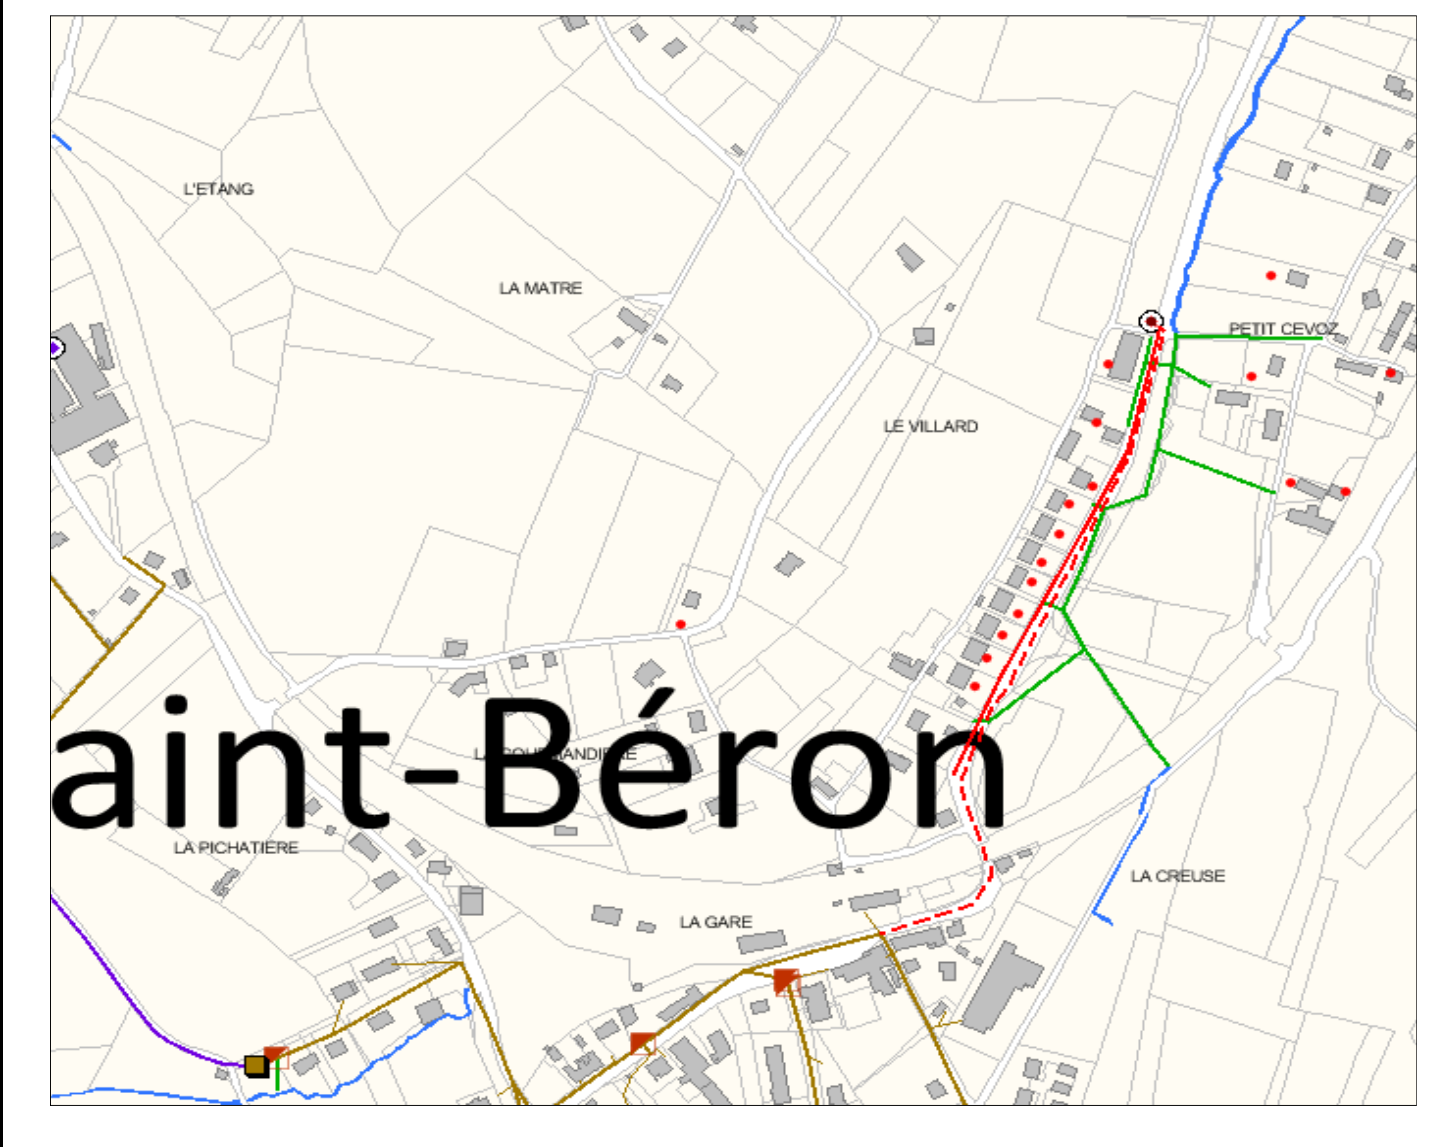 L'ETANG
LA MATRE
PETIT CEVOZ
LE VILLARD
aint-Béron
LA PICHATIERE
LA CREUSE
LA GARE